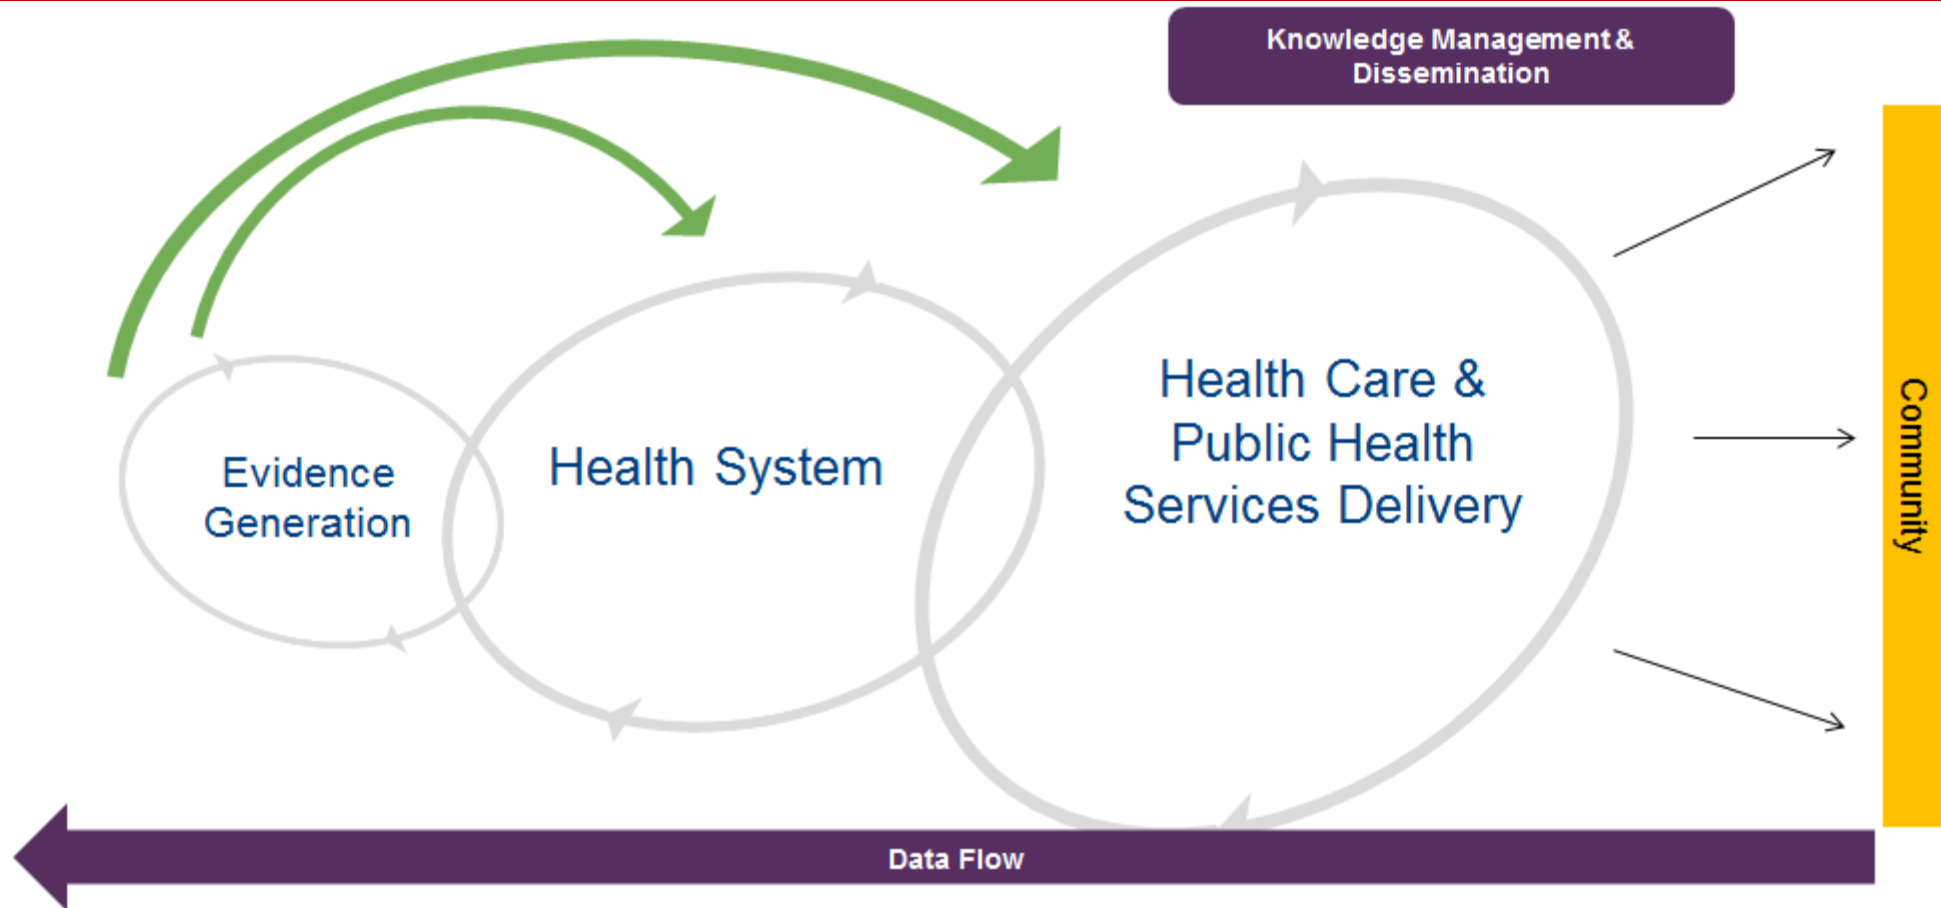 Knowledge Management &
Dissemination
Evidence
Generation
Health System
Health Care &
Public Health
Services Delivery
Community
Data Flow